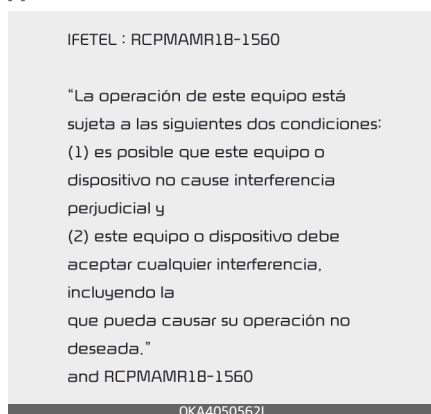 IFETEL : RCPMAMR18-1560
“La operación de este equipo está
sujeta a las siguientes dos condiciones:
(1) es posible que este equipo o
dispositivo no cause interferencia
perjudicial y
(2) este equipo o dispositivo debe
aceptar cualquier interferencia,
incluyendo la
que pueda causar su operación no
deseada.”
and RCPMAMR18-1560
OKA4050562L